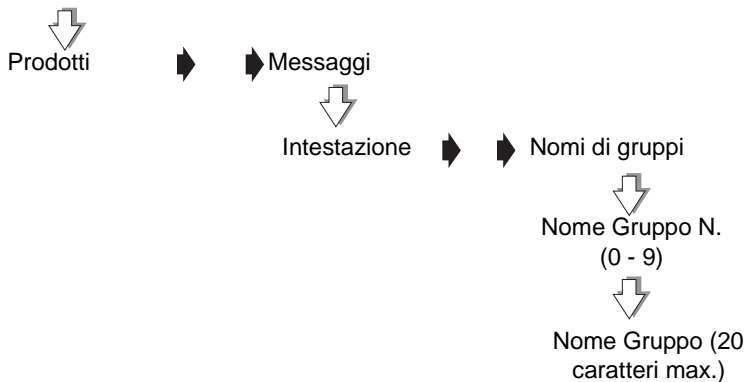 Prodotti
Messaggi
Intestazione
Nomi di gruppi
Nome Gruppo N.
(0 - 9)
Nome Gruppo (20
caratteri max.)